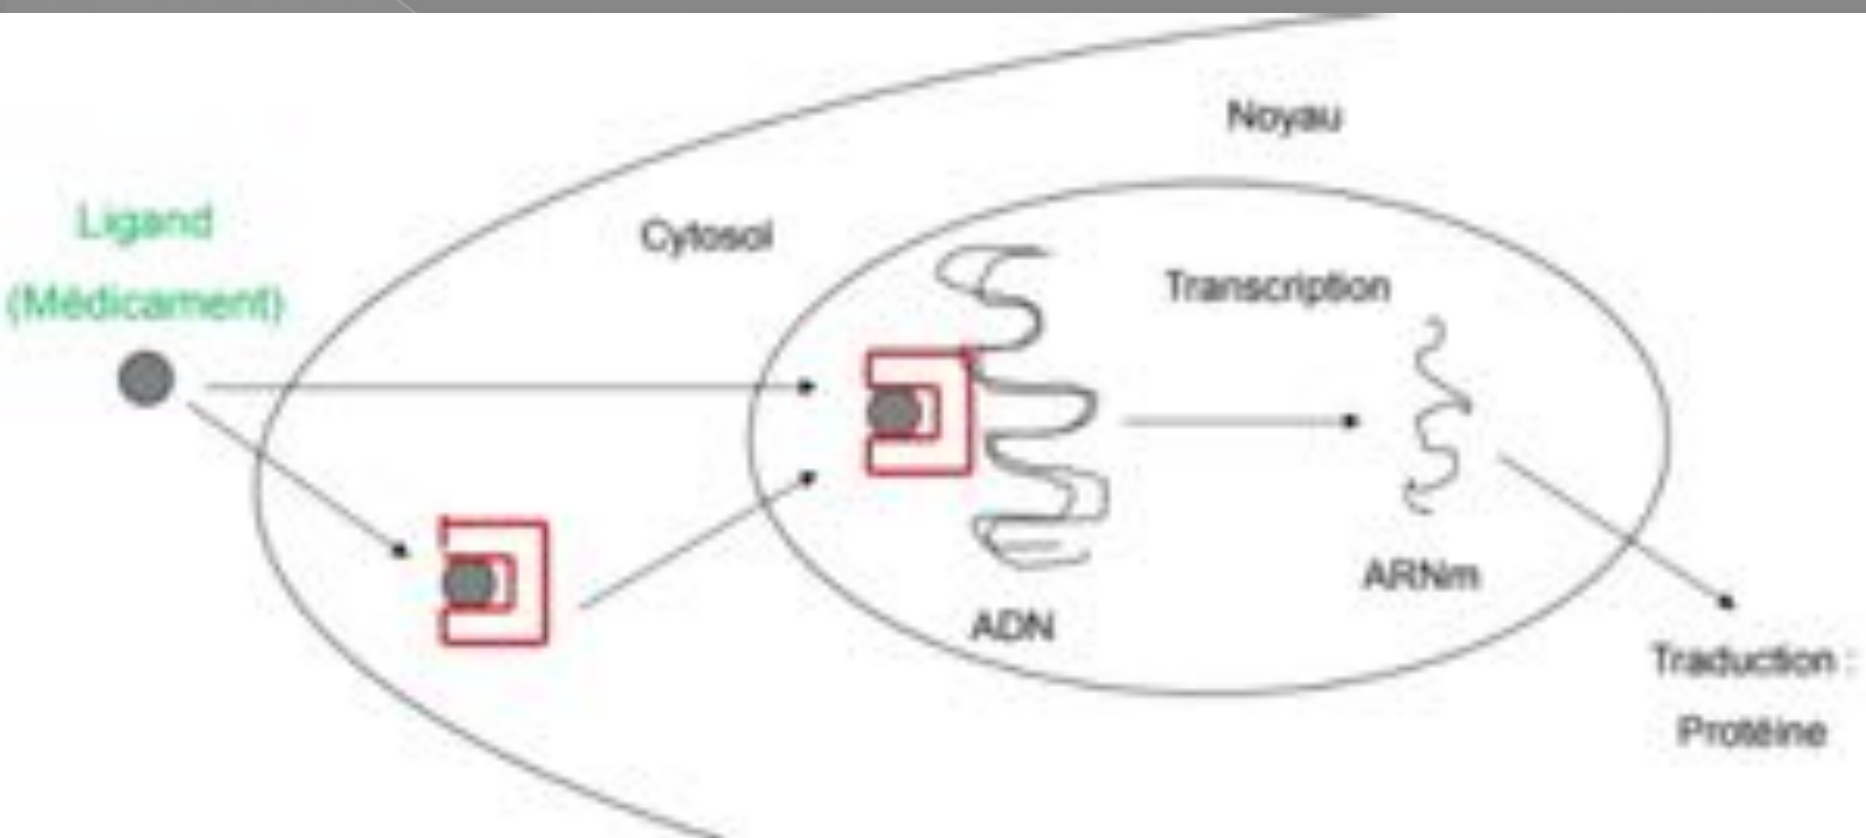 Noyau
Ligand
(Médicament)
Cytosol
Transcription
ARNm
ADN
Traduction :
Protéine